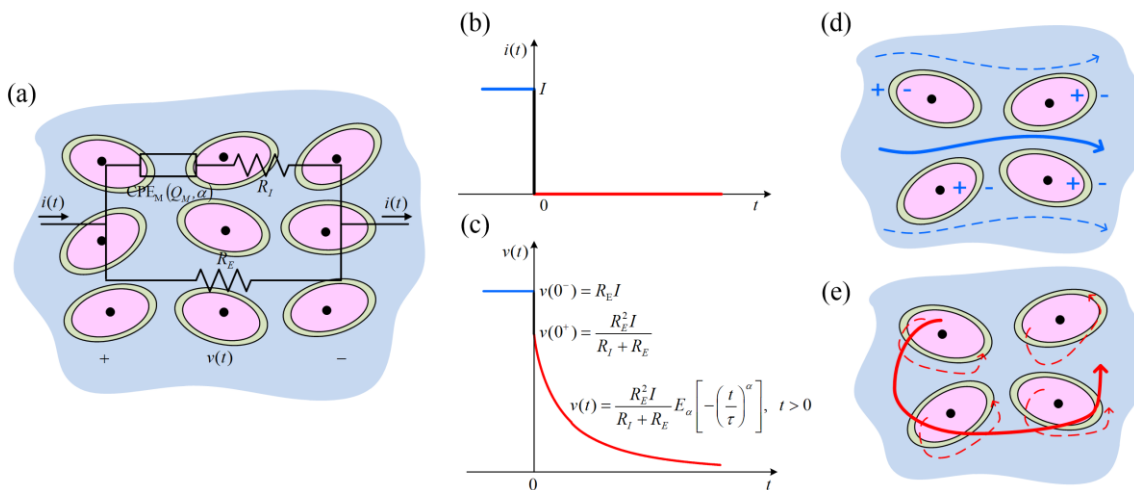 (a)
CPE_M (Q_M, α)
R_I
i(t)
i(t)
R_E
+ v(t) −
(b)
i(t)
I
0
t
(c)
v(t)
v(0⁻) = R_E I
v(0⁺) = R_E² I / (R_I + R_E)
v(t) = R_E² I / (R_I + R_E) E_α [−(t/τ)^α], t > 0
0
t
(d)
+ - + -
+ - + -
(e)